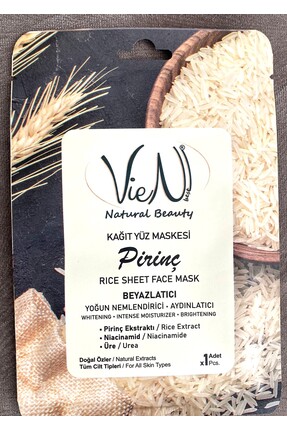 VieN®
Natural Beauty
KAĞIT YÜZ MASKESİ
Pirinç
RICE SHEET FACE MASK
BEYAZLATICI
YOĞUN NEMLENDİRİCİ • AYDINLATICI
WHITENING • INTENSE MOISTURIZER • BRIGHTENING
• Pirinç Ekstraktı / Rice Extract
• Niacinamid / Niacinamide
• Üre / Urea
Doğal Özler / Natural Extracts
Tüm Cilt Tipleri / For All Skin Types
x1 Adet
Pcs.